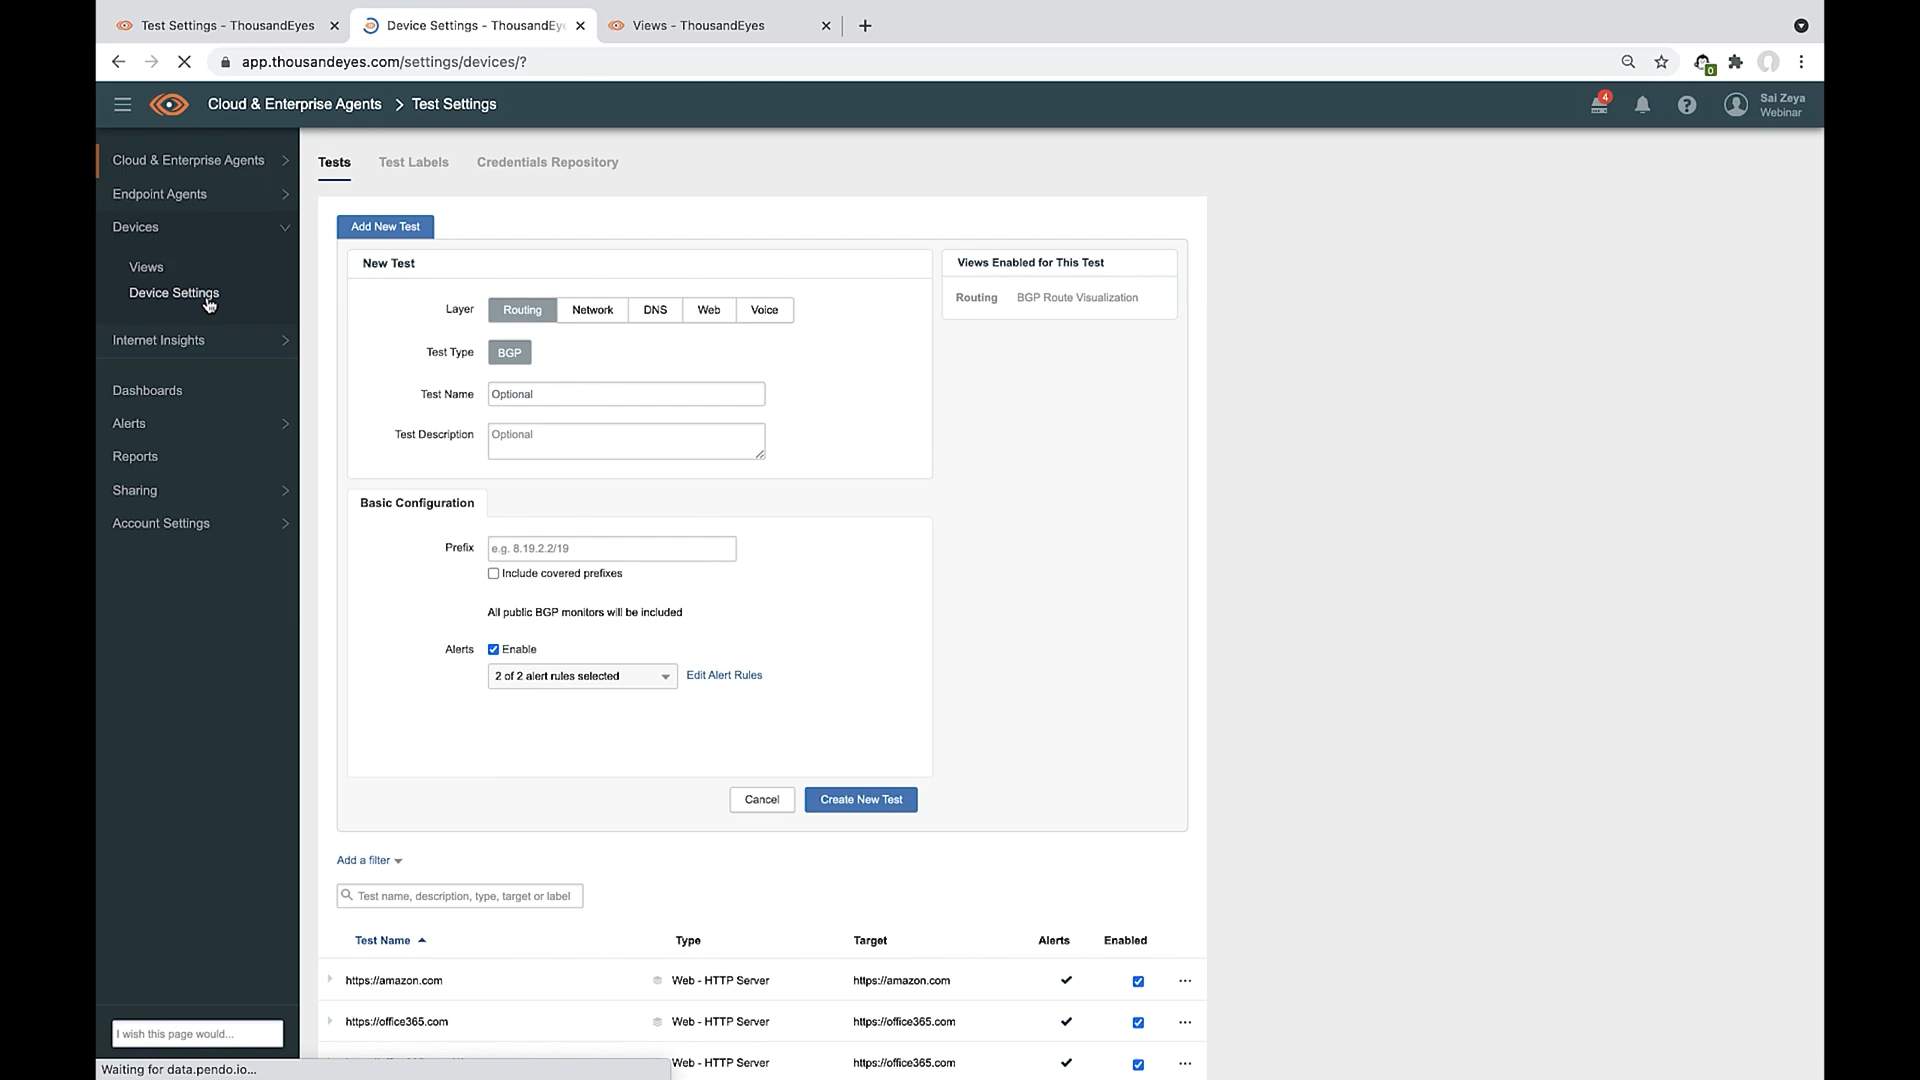 Test Settings - ThousandEyes
Device Settings - ThousandEye
Views - ThousandEyes
app.thousandeyes.com/settings/devices/?
0
Cloud & Enterprise Agents > Test Settings
4
Sai Zeya
Webinar
Cloud & Enterprise Agents
Endpoint Agents
Devices
Views
Device Settings
Internet Insights
Dashboards
Alerts
Reports
Sharing
Account Settings
I wish this page would...
Waiting for data.pendo.io...
Tests
Test Labels
Credentials Repository
Add New Test
New Test
Layer
Routing
Network
DNS
Web
Voice
Test Type
BGP
Test Name
Optional
Test Description
Optional
Views Enabled for This Test
Routing
BGP Route Visualization
Basic Configuration
Prefix
e.g. 8.19.2.2/19
Include covered prefixes
All public BGP monitors will be included
Alerts
Enable
2 of 2 alert rules selected
Edit Alert Rules
Cancel
Create New Test
Add a filter
Test name, description, type, target or label
Test Name
Type
Target
Alerts
Enabled
https://amazon.com
Web - HTTP Server
https://amazon.com
https://office365.com
Web - HTTP Server
https://office365.com
Web - HTTP Server
https://office365.com